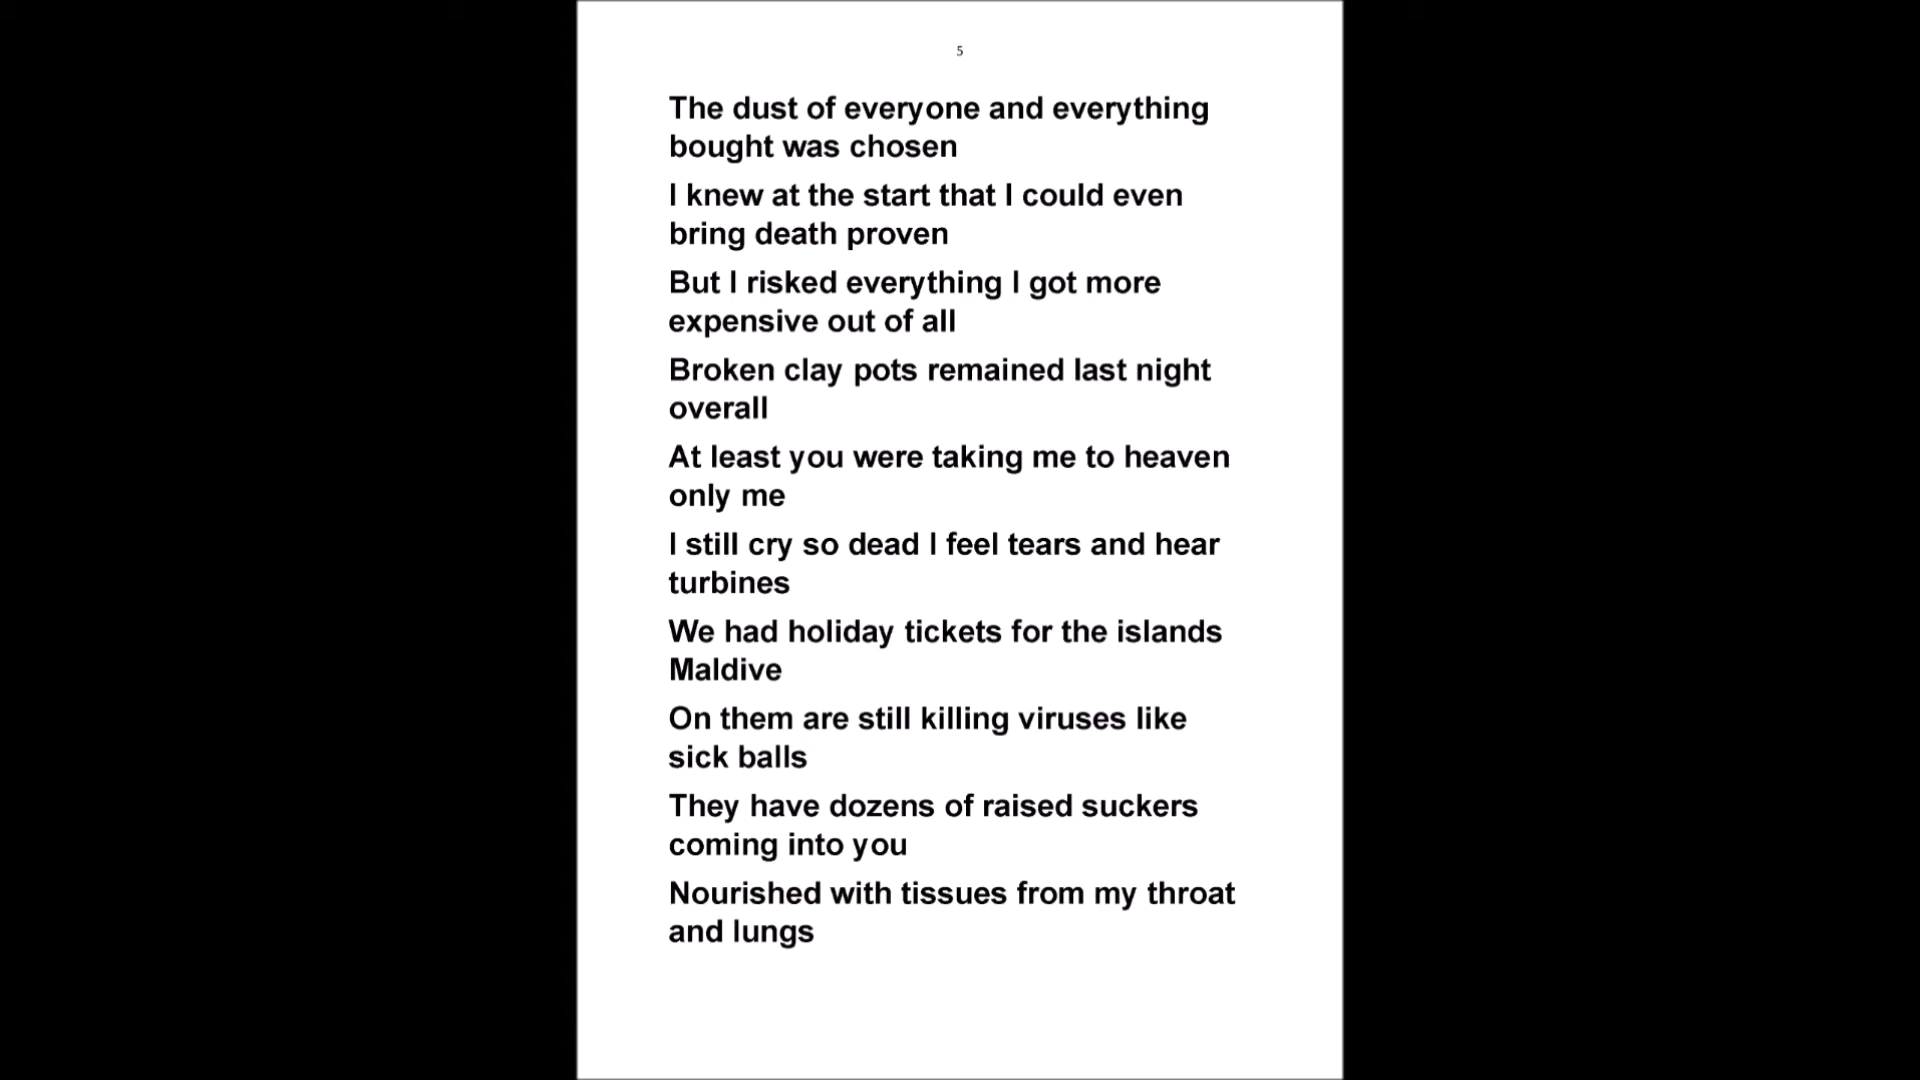 5
The dust of everyone and everything
bought was chosen
I knew at the start that I could even
bring death proven
But I risked everything I got more
expensive out of all
Broken clay pots remained last night
overall
At least you were taking me to heaven
only me
I still cry so dead I feel tears and hear
turbines
We had holiday tickets for the islands
Maldive
On them are still killing viruses like
sick balls
They have dozens of raised suckers
coming into you
Nourished with tissues from my throat
and lungs